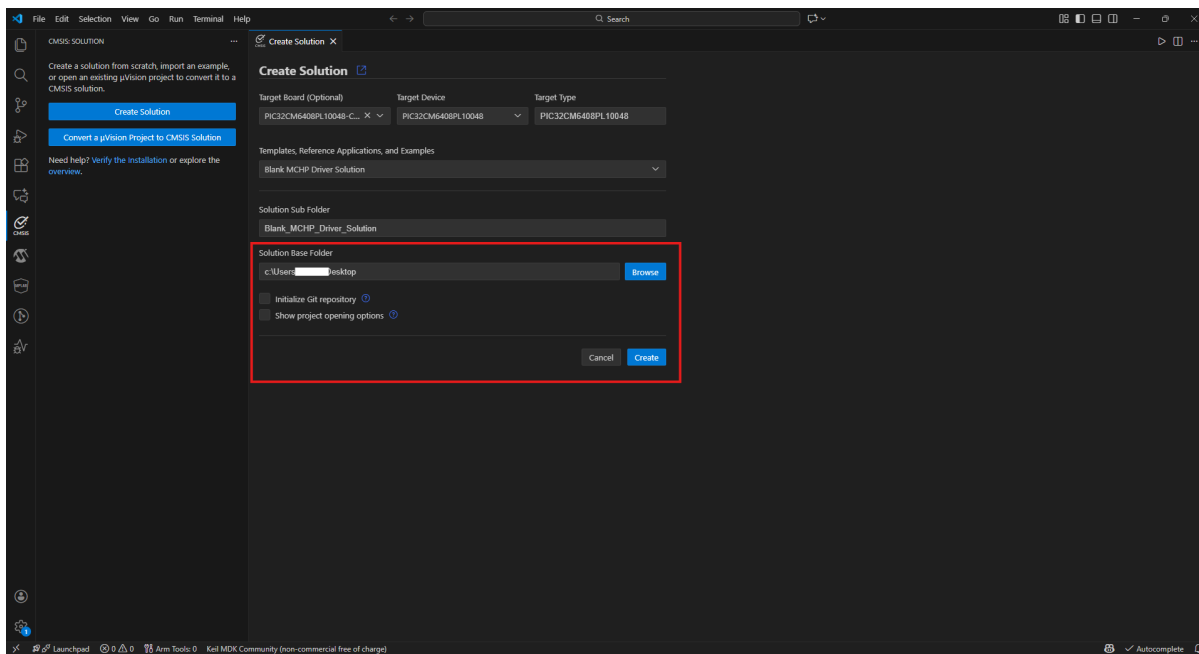 File Edit Selection View Go Run Terminal Help
Search
CMSIS: SOLUTION
Create a solution from scratch, import an example,
or open an existing µVision project to convert it to a
CMSIS solution.
Create Solution
Convert a µVision Project to CMSIS Solution
Need help? Verify the Installation or explore the
overview.
CMSIS
Create Solution
Create Solution
Target Board (Optional) Target Device Target Type
PIC32CM6408PL10048-C... PIC32CM6408PL10048 PIC32CM6408PL10048
Templates, Reference Applications, and Examples
Blank MCHP Driver Solution
Solution Sub Folder
Blank_MCHP_Driver_Solution
Solution Base Folder
c:\Users esktop
Browse
Initialize Git repository
Show project opening options
Cancel Create
1
Launchpad 0 0 Arm Tools: 0 Keil MDK Community (non-commercial free of charge) Autocomplete